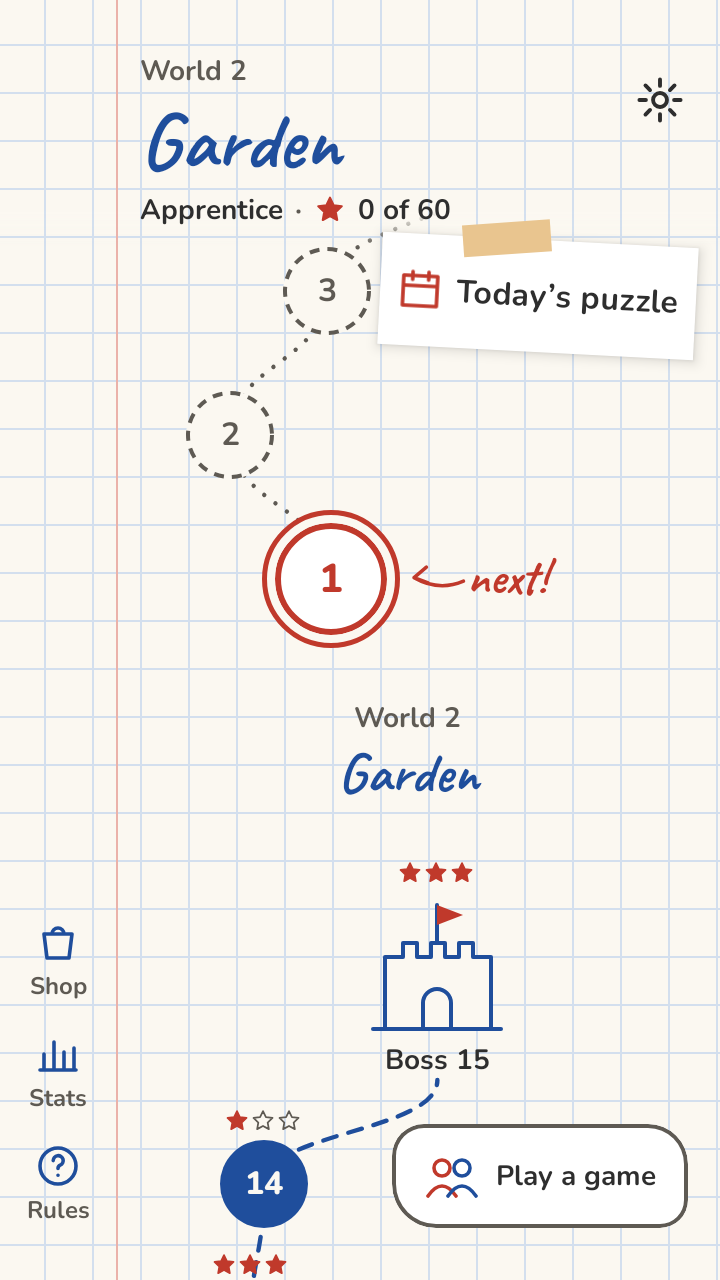 World 2
Garden
Apprentice · 0 of 60
3
Today's puzzle
2
1
next!
World 2
Garden
Shop
Boss 15
Stats
14
Play a game
Rules